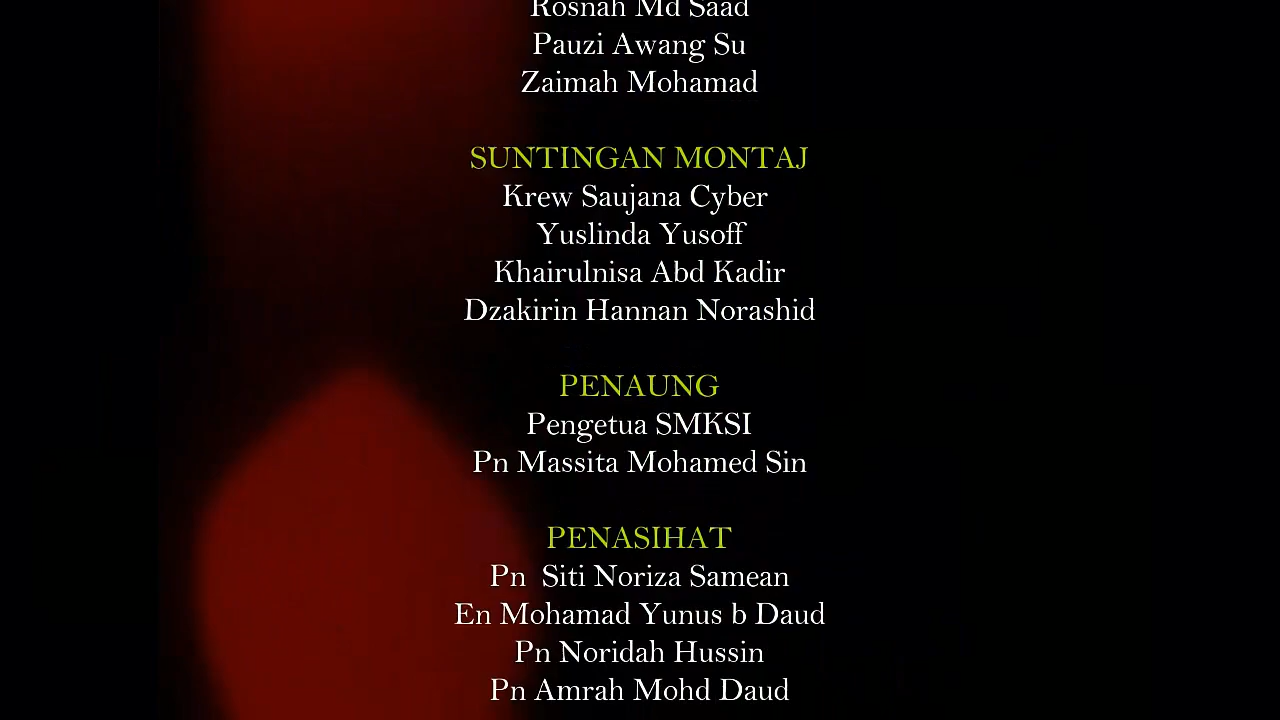 Rosnah Md Saad
Pauzi Awang Su
Zaimah Mohamad
SUNTINGAN MONTAJ
Krew Saujana Cyber
Yuslinda Yusoff
Khairulnisa Abd Kadir
Dzakirin Hannan Norashid
PENAUNG
Pengetua SMKSI
Pn Massita Mohamed Sin
PENASIHAT
Pn  Siti Noriza Samean
En Mohamad Yunus b Daud
Pn Noridah Hussin
Pn Amrah Mohd Daud